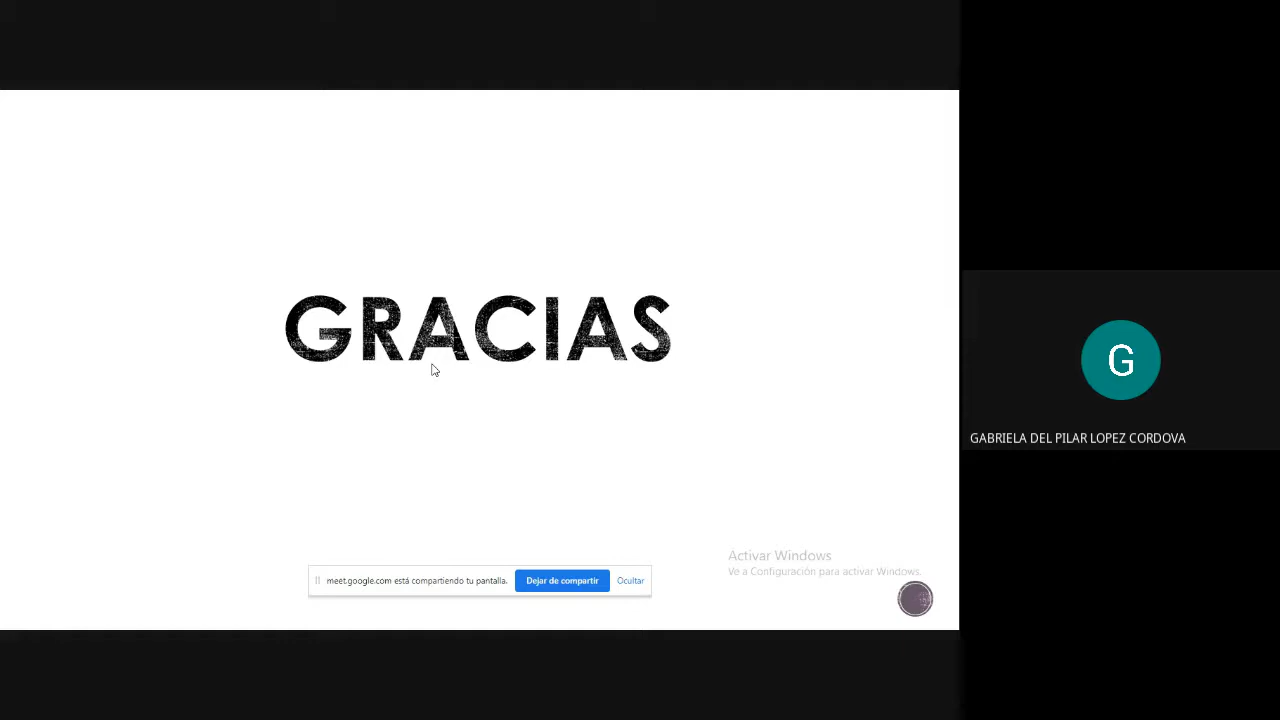 GRACIAS
G
GABRIELA DEL PILAR LOPEZ CORDOVA
Activar Windows
Ve a Configuración para activar Windows.
meet.google.com está compartiendo tu pantalla. Dejar de compartir Ocultar